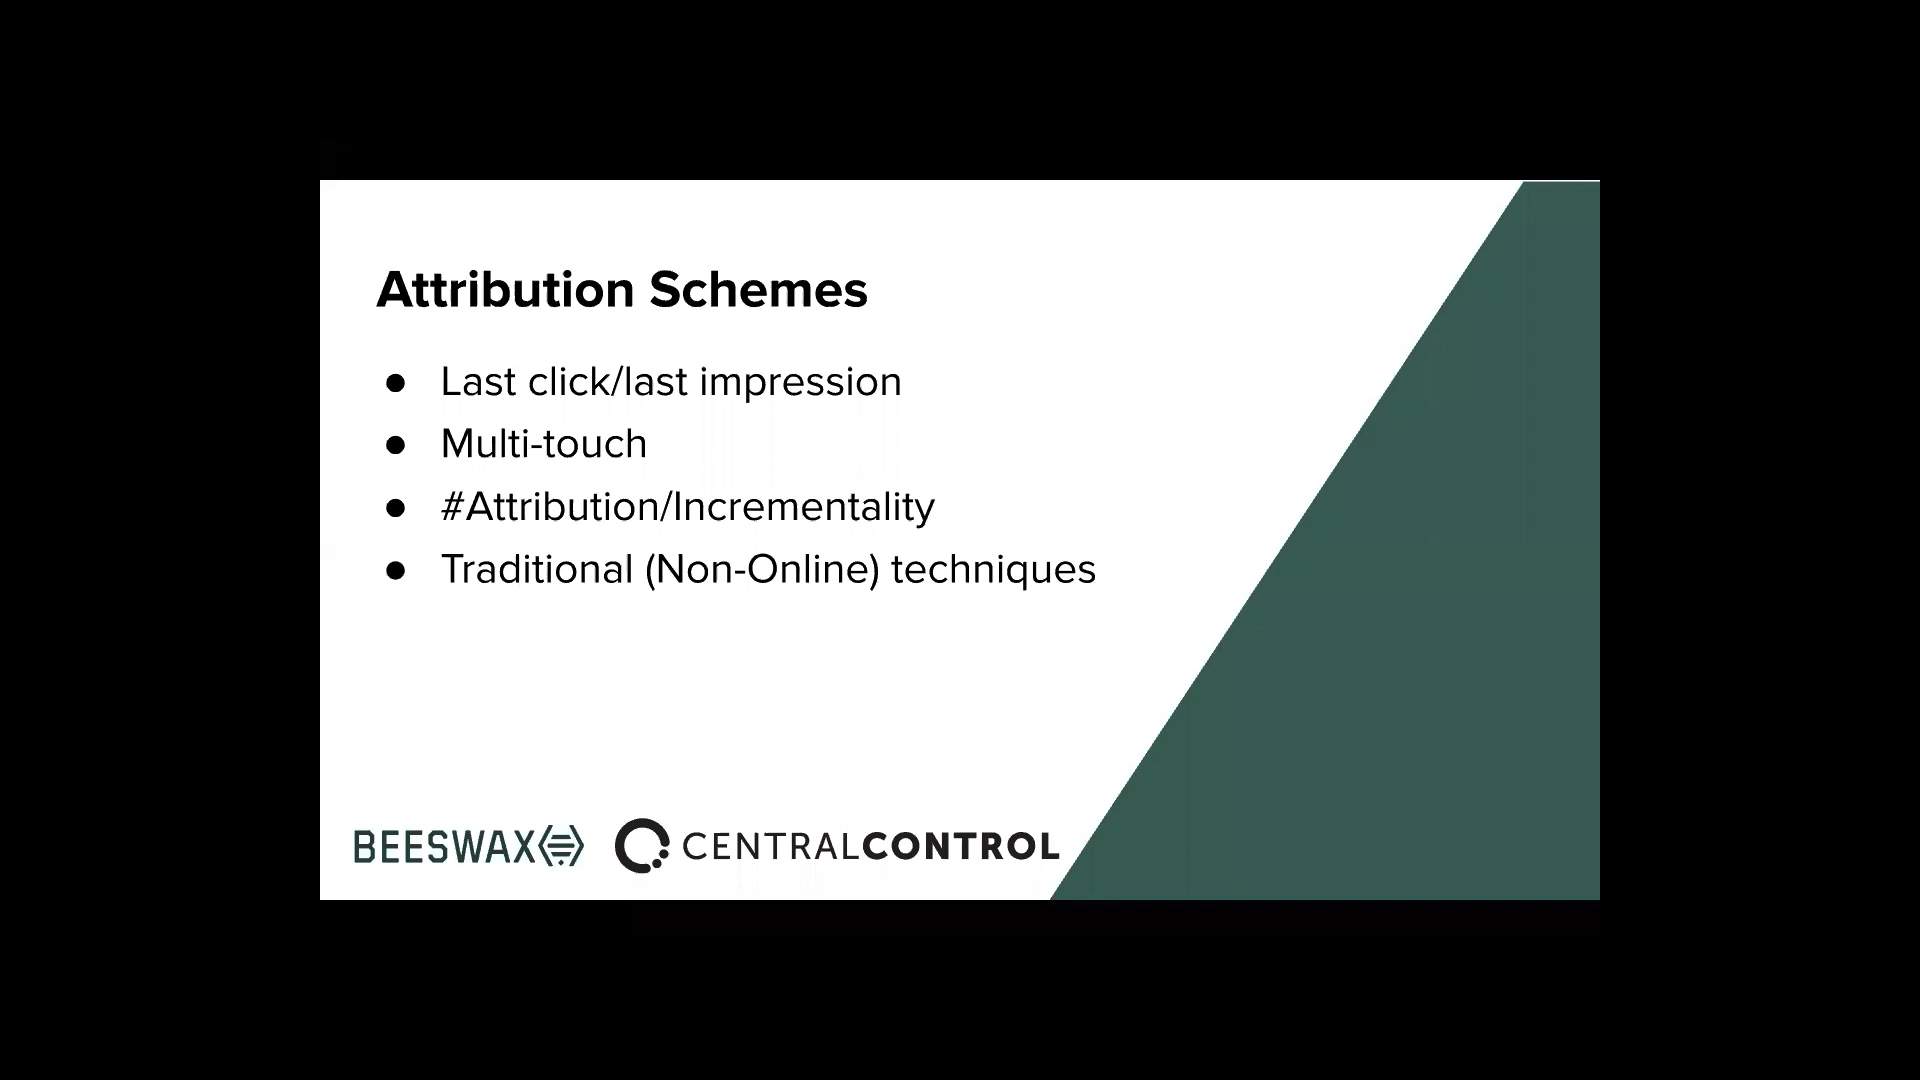 Attribution Schemes
● Last click/last impression
● Multi-touch
● #Attribution/Incrementality
● Traditional (Non-Online) techniques
BEESWAX CENTRALCONTROL